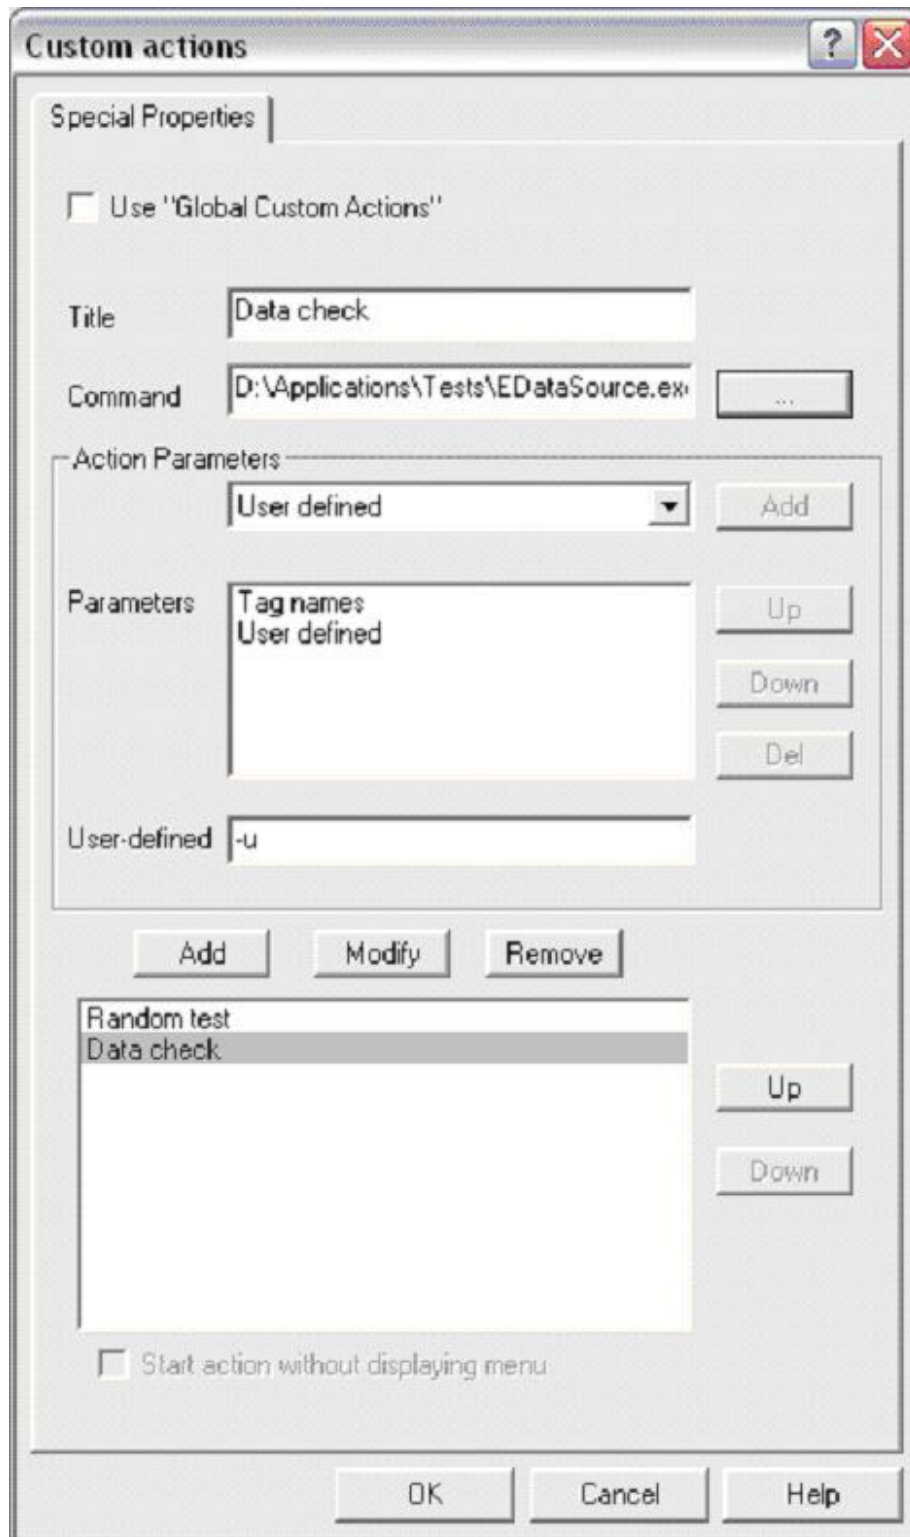 Custom actions
Special Properties
Use "Global Custom Actions"
Title Data check
Command D:\Applications\Tests\EDataSource.exe ...
Action Parameters
User defined Add
Parameters Tag names Up
User defined
Down
Del
User-defined -u
Add Modify Remove
Random test
Data check
Up
Down
Start action without displaying menu
OK Cancel Help